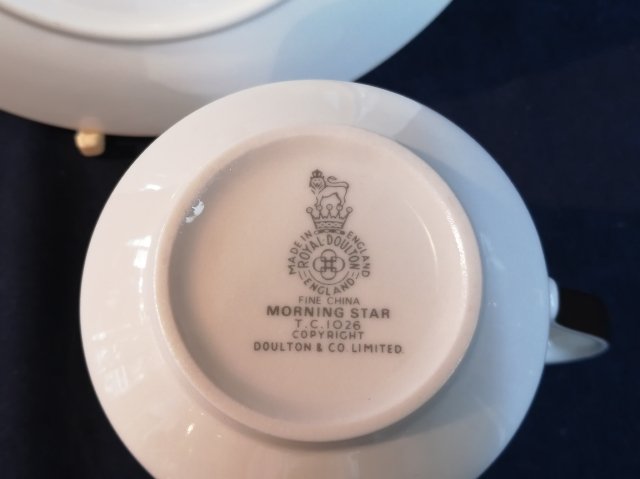 MADE IN ENGLAND
ROYAL DOULTON
ENGLAND
FINE CHINA
MORNING STAR
T.C.1026
COPYRIGHT
DOULTON & CO. LIMITED.